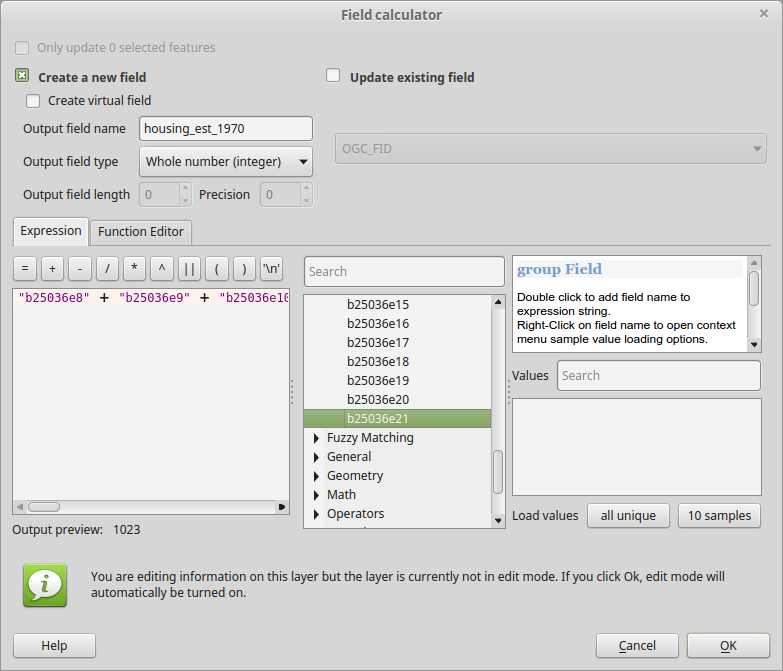 Field calculator
Only update 0 selected features
Create a new field
Update existing field
Create virtual field
Output field name housing_est_1970
Output field type Whole number (integer)
OGC_FID
Output field length 0 Precision 0
Expression Function Editor
= + - / * ^ || ( ) '\n'
"b25036e8" + "b25036e9" + "b25036e10
Search
b25036e15
b25036e16
b25036e17
b25036e18
b25036e19
b25036e20
b25036e21
Fuzzy Matching
General
Geometry
Math
Operators
group Field
Double click to add field name to
expression string.
Right-Click on field name to open context
menu sample value loading options.
Values Search
Load values all unique 10 samples
Output preview: 1023
You are editing information on this layer but the layer is currently not in edit mode. If you click Ok, edit mode will
automatically be turned on.
Help Cancel OK